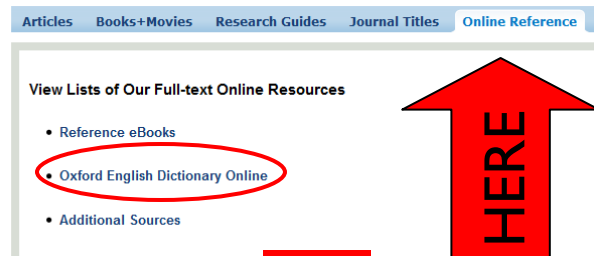 Articles Books+Movies Research Guides Journal Titles Online Reference
View Lists of Our Full-text Online Resources
• Reference eBooks
• Oxford English Dictionary Online
• Additional Sources
HERE